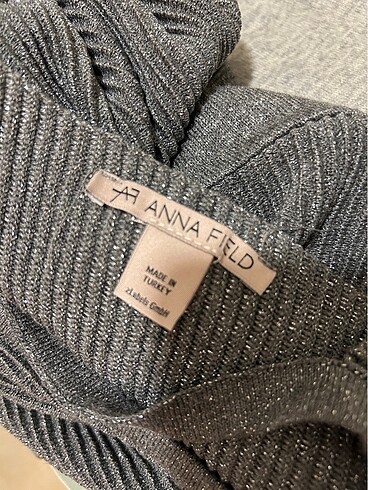 AF ANNA FIELD
MADE IN
TURKEY
zLabels GmbH